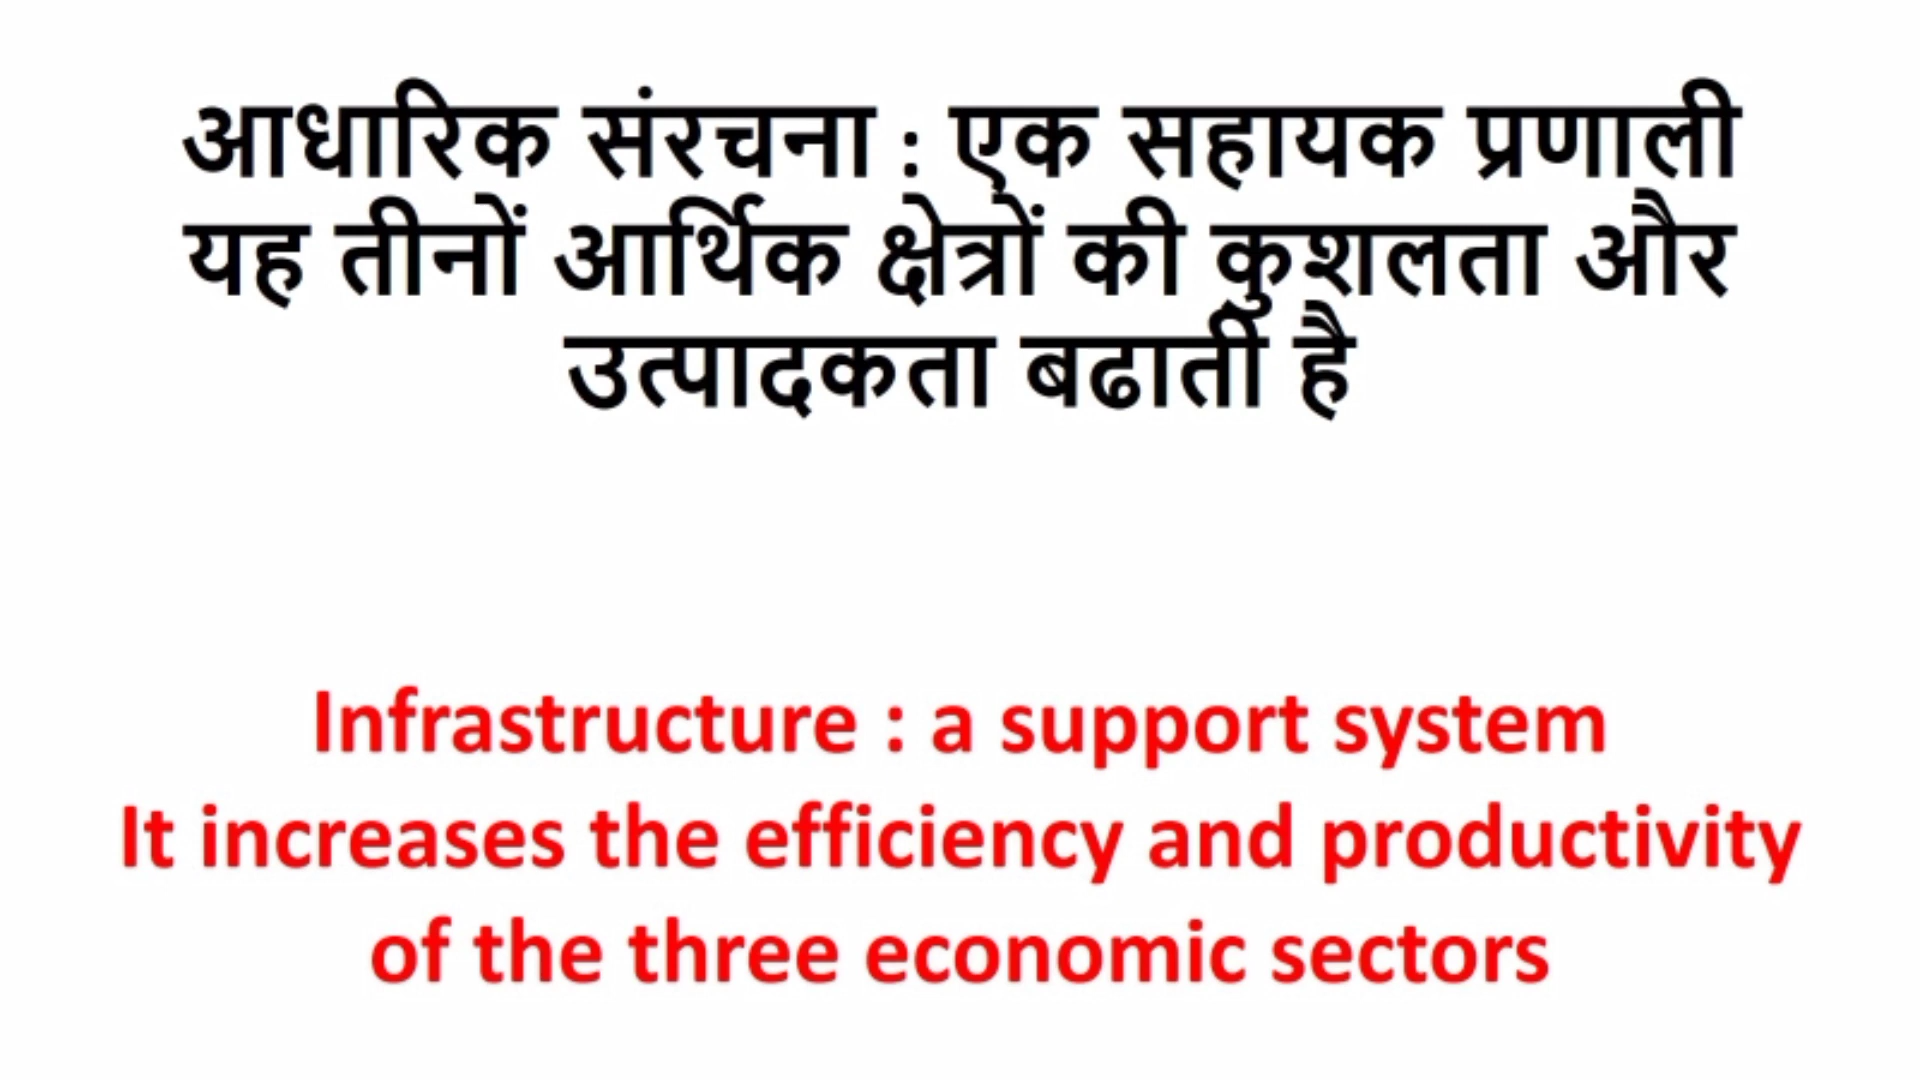 आधारिक संरचना : एक सहायक प्रणाली
यह तीनों आर्थिक क्षेत्रों की कुशलता और
उत्पादकता बढाती है
Infrastructure : a support system
It increases the efficiency and productivity
of the three economic sectors